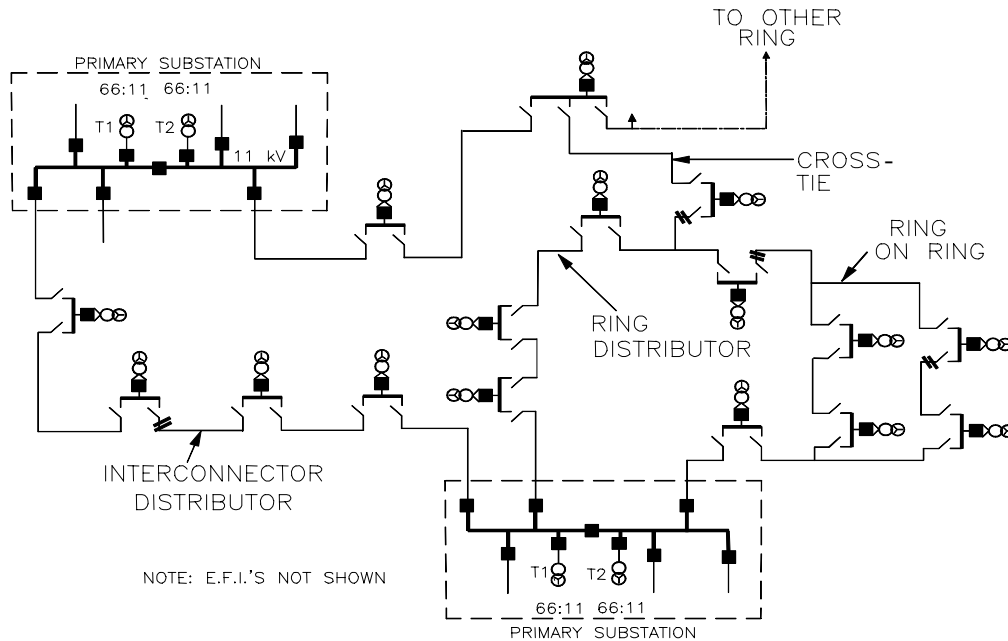 TO OTHER
RING
PRIMARY SUBSTATION
66:11 66:11
T1 T2
11 kV
CROSS-
TIE
RING
ON RING
RING
DISTRIBUTOR
INTERCONNECTOR
DISTRIBUTOR
NOTE: E.F.I.'S NOT SHOWN
T1 T2
66:11 66:11
PRIMARY SUBSTATION